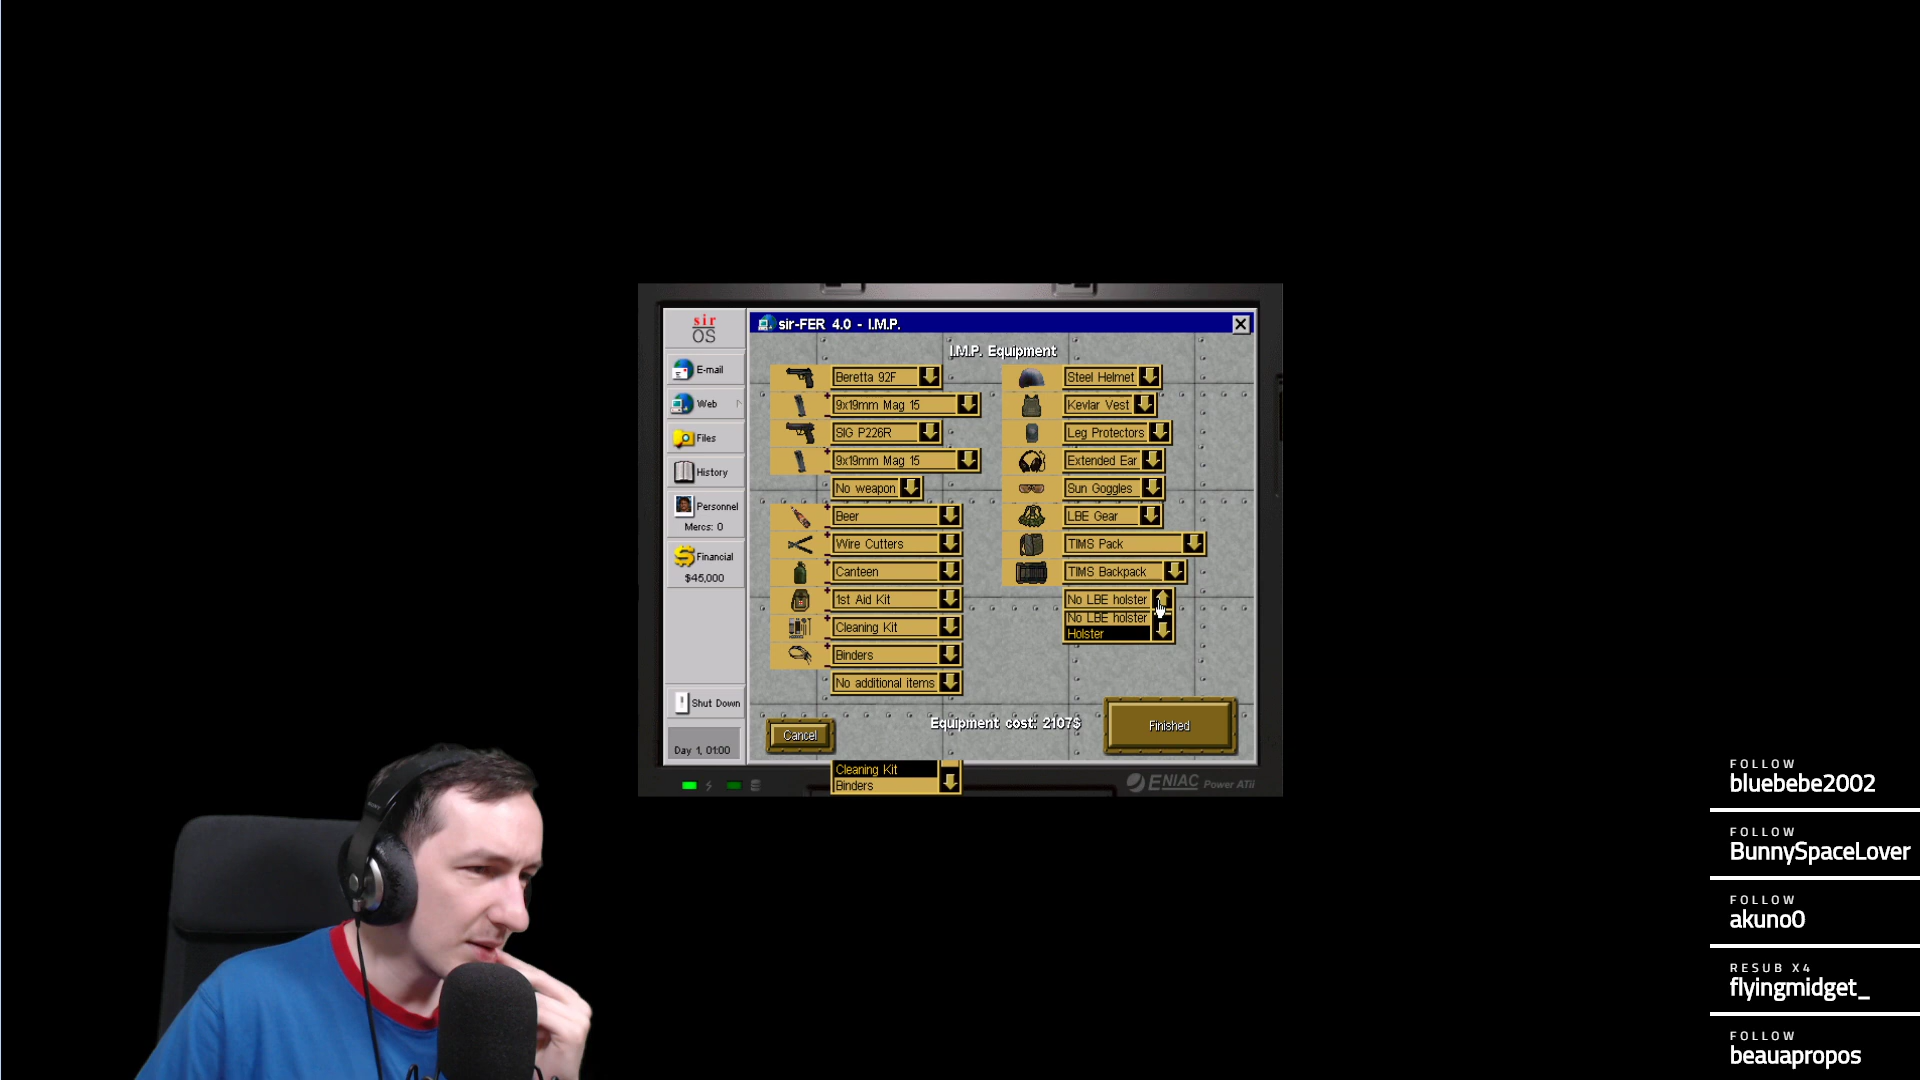 sir
OS
E-mail
Web
Files
History
Personnel
Mercs: 0
Financial
$45,000
Shut Down
Day 1, 01:00
sir-FER 4.0 - I.M.P.
I.M.P. Equipment
Beretta 92F
9x19mm Mag 15
SIG P226R
9x19mm Mag 15
No weapon
Beer
Wire Cutters
Canteen
1st Aid Kit
Cleaning Kit
Binders
No additional items
Steel Helmet
Kevlar Vest
Leg Protectors
Extended Ear
Sun Goggles
LBE Gear
TIMS Pack
TIMS Backpack
No LBE holster
No LBE holster
Holster
Equipment cost: 2107$
Cancel
Finished
Cleaning Kit
Binders
ENIAC Power ATii
FOLLOW
bluebebe2002
FOLLOW
BunnySpaceLover
FOLLOW
akuno0
RESUB X4
flyingmidget_
FOLLOW
beauapropos